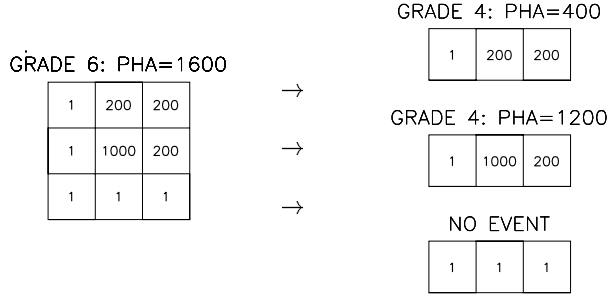 GRADE 6: PHA=1600
1 200 200
1 1000 200
1 1 1
→
→
→
GRADE 4: PHA=400
1 200 200
GRADE 4: PHA=1200
1 1000 200
NO EVENT
1 1 1